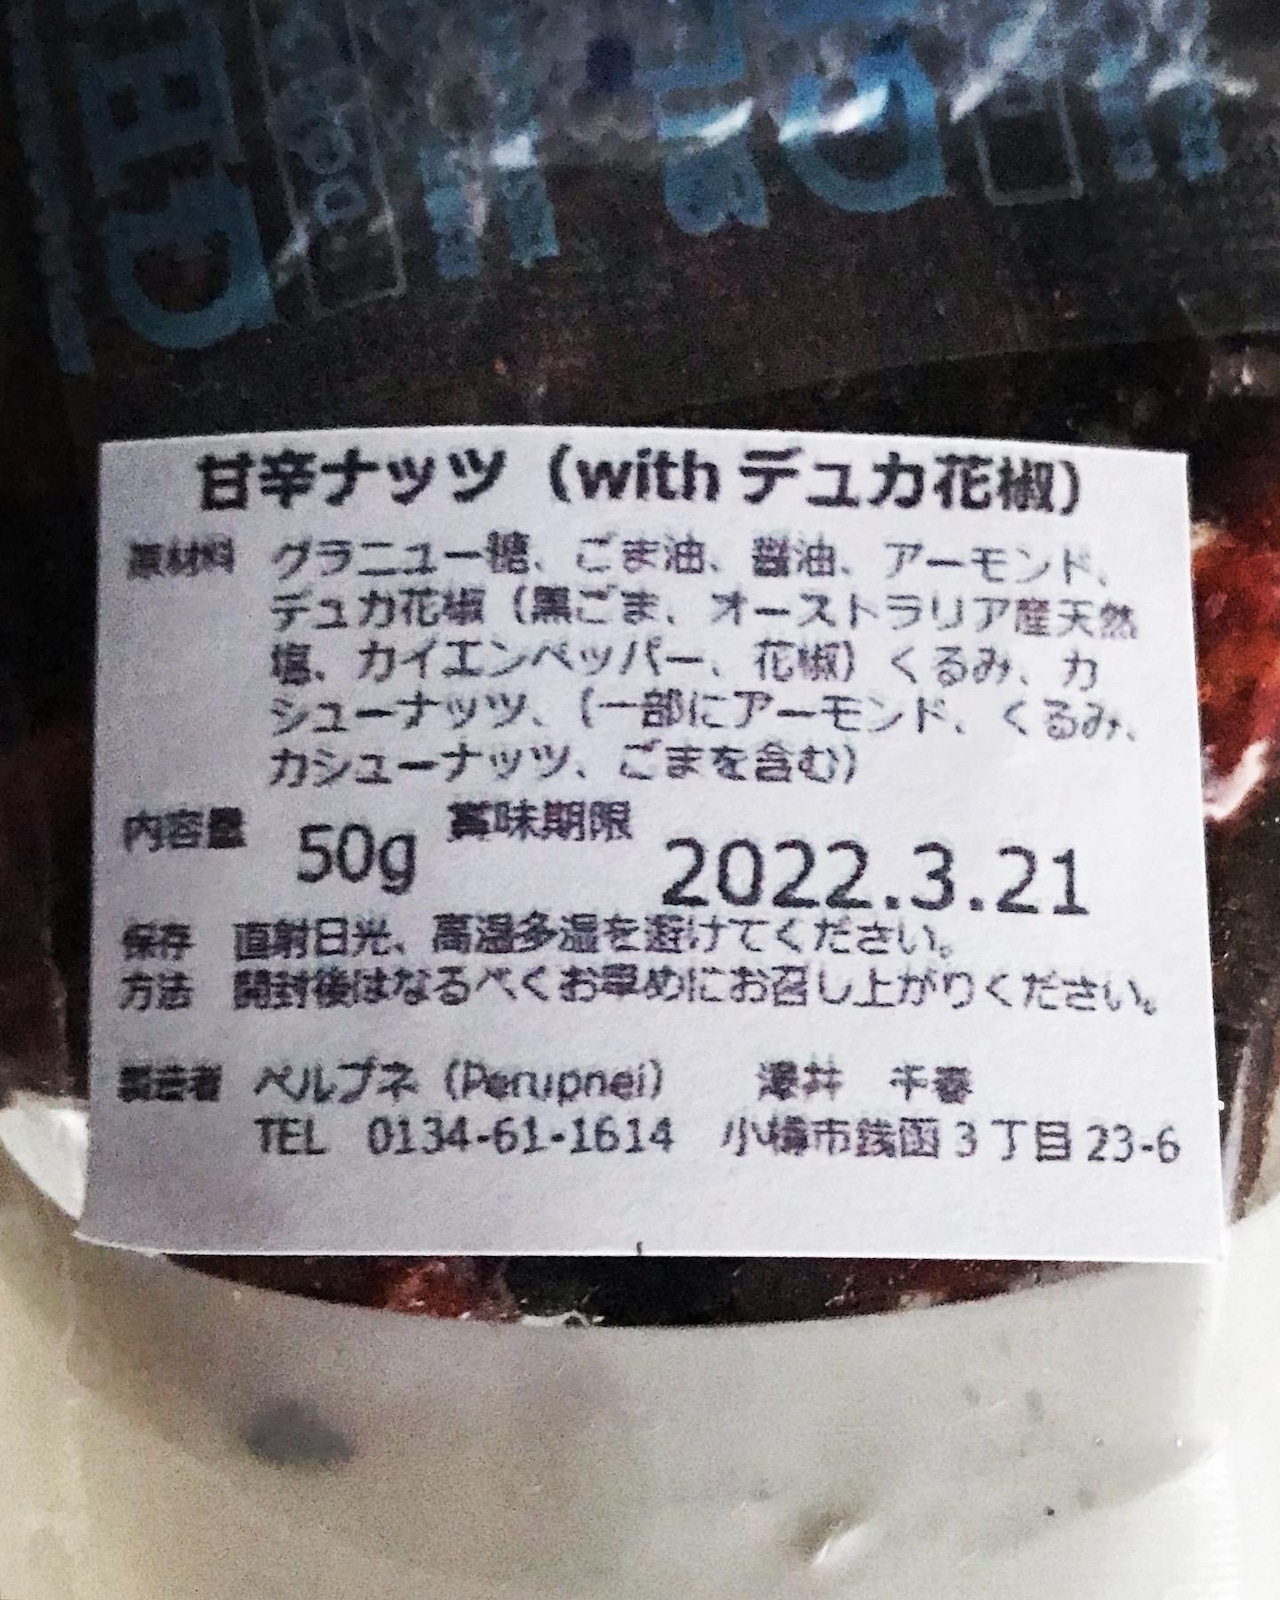 甘辛ナッツ（with デュカ花椒）
原材料 グラニュー糖、ごま油、醤油、アーモンド、
デュカ花椒（黒ごま、オーストラリア産天然
塩、カイエンペッパー、花椒）くるみ、カ
シューナッツ、（一部にアーモンド、くるみ、
カシューナッツ、ごまを含む）
内容量 50g 賞味期限 2022.3.21
保存 直射日光、高温多湿を避けてください。
方法 開封後はなるべくお早めにお召し上がりください。
製造者 ペルプネ（Perupnei） 澤井 千春
TEL 0134-61-1614 小樽市銭函3丁目23-6